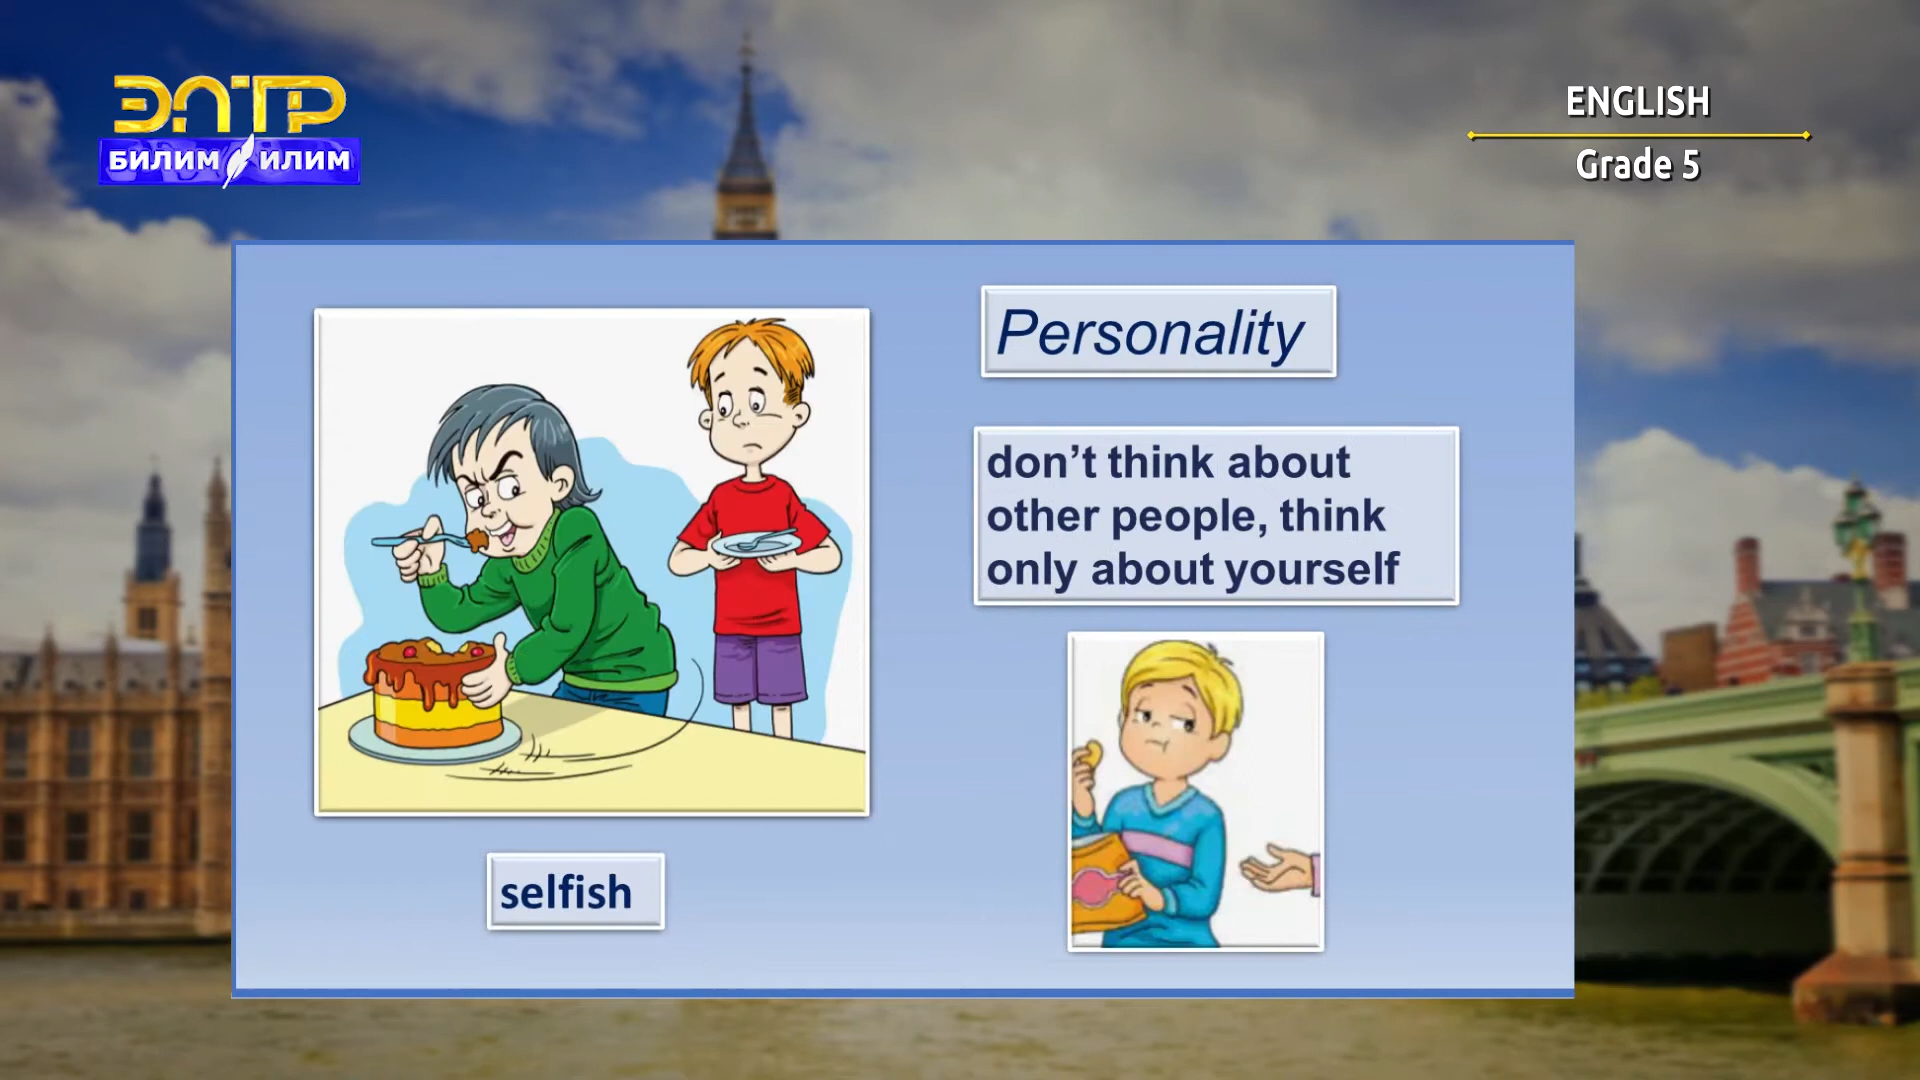 ЭЛТР
БИЛИМ ИЛИМ
ENGLISH
Grade 5
Personality
don’t think about
other people, think
only about yourself
selfish